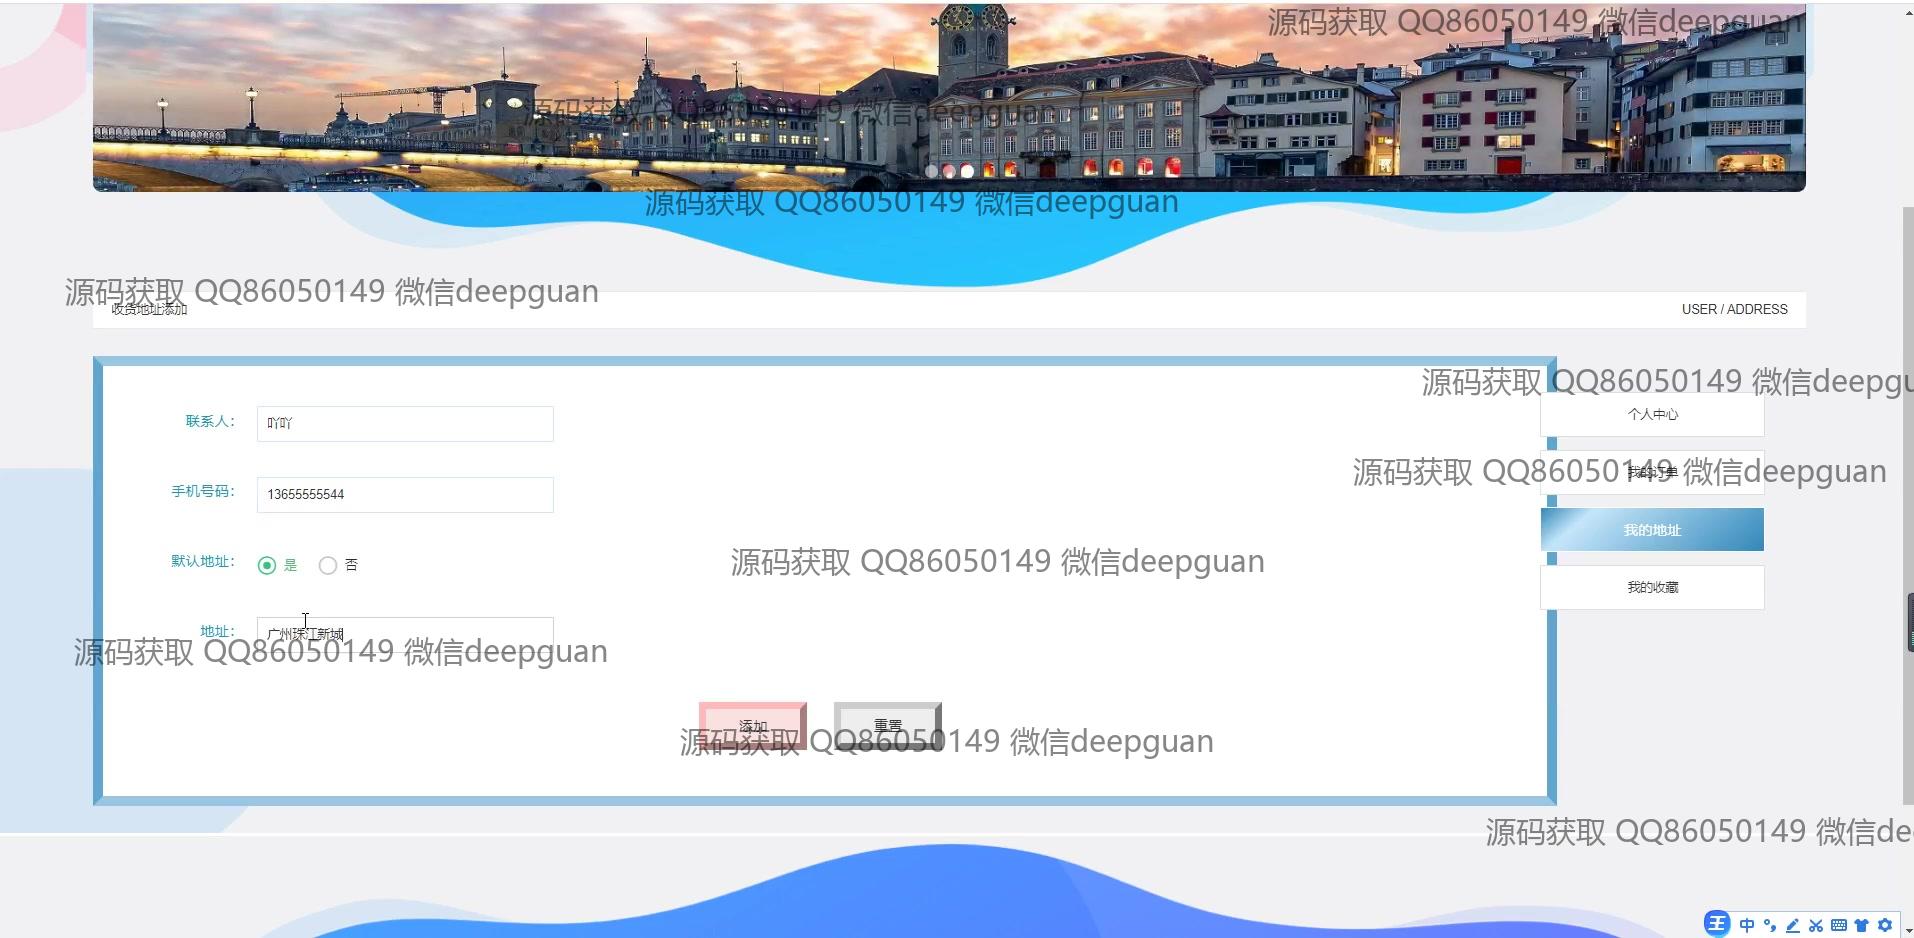 源码获取 QQ86050149 微信deepguan
源码获取 QQ86050149 微信deepguan
源码获取 QQ86050149 微信deepguan
源码获取 QQ86050149 微信deepguan
收货地址添加
USER / ADDRESS
源码获取 QQ86050149 微信deepgu
联系人：
吖吖
个人中心
源码获取 QQ86050149 微信deepguan
我的订单
手机号码：
13655555544
我的地址
默认地址：
是
否
源码获取 QQ86050149 微信deepguan
我的收藏
地址：
广州珠江新城
源码获取 QQ86050149 微信deepguan
添加
重置
源码获取 QQ86050149 微信deepguan
源码获取 QQ86050149 微信de
王 中